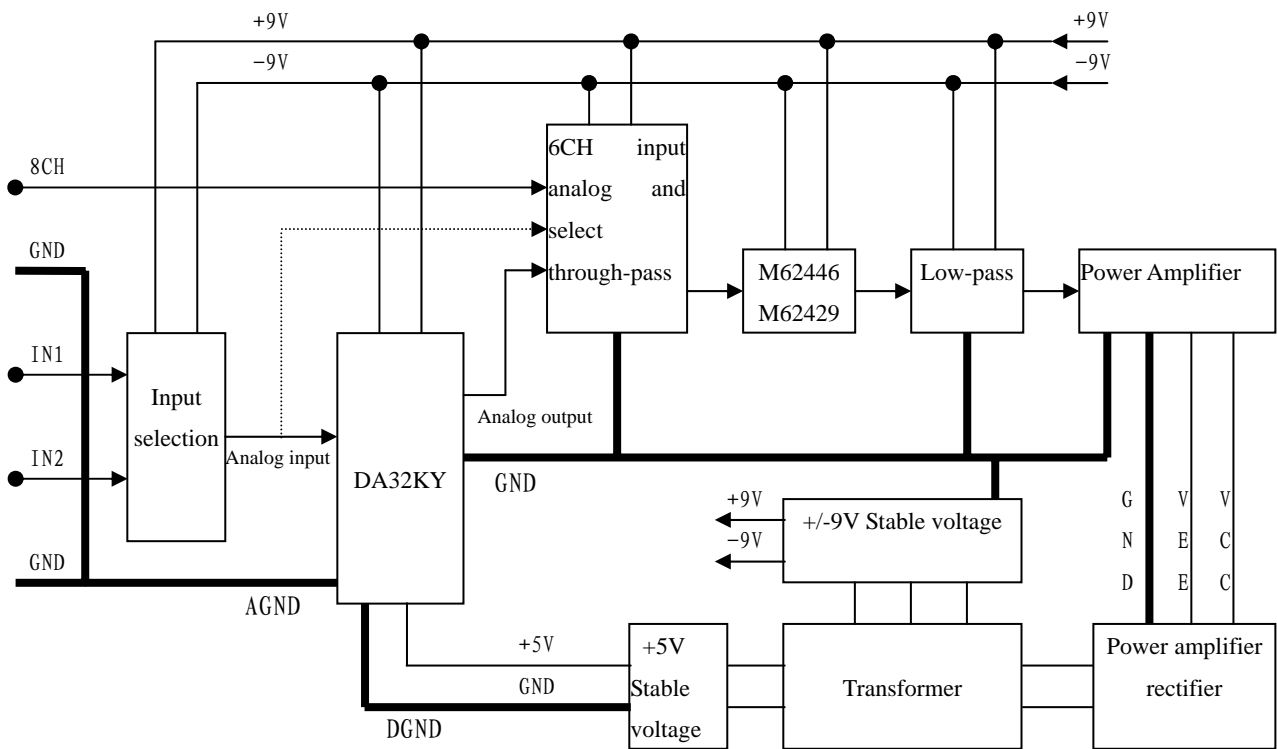 +9V
+9V
-9V
-9V
6CH input
analog and
select
through-pass
8CH
GND
M62446
M62429
Low-pass
Power Amplifier
IN1
Input
selection
IN2
Analog input
Analog output
DA32KY
GND
GND
AGND
+9V
-9V
+/-9V Stable voltage
GND
VEE
VCC
+5V
GND
DGND
+5V
Stable
voltage
Transformer
Power amplifier
rectifier